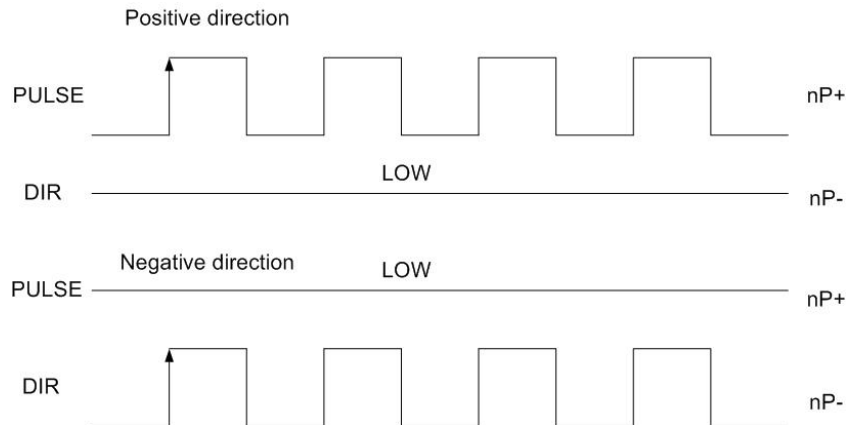 Positive direction
PULSE nP+
LOW
DIR nP-
Negative direction LOW
PULSE nP+
DIR nP-